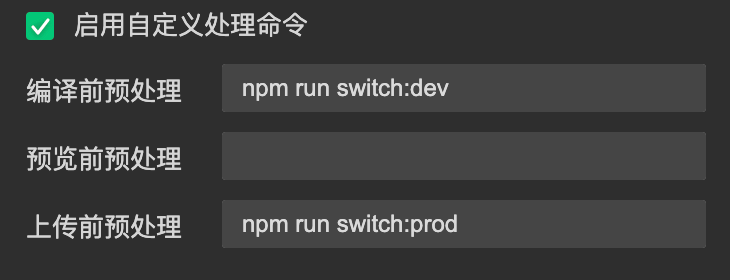 启用自定义处理命令
编译前预处理 npm run switch:dev
预览前预处理
上传前预处理 npm run switch:prod